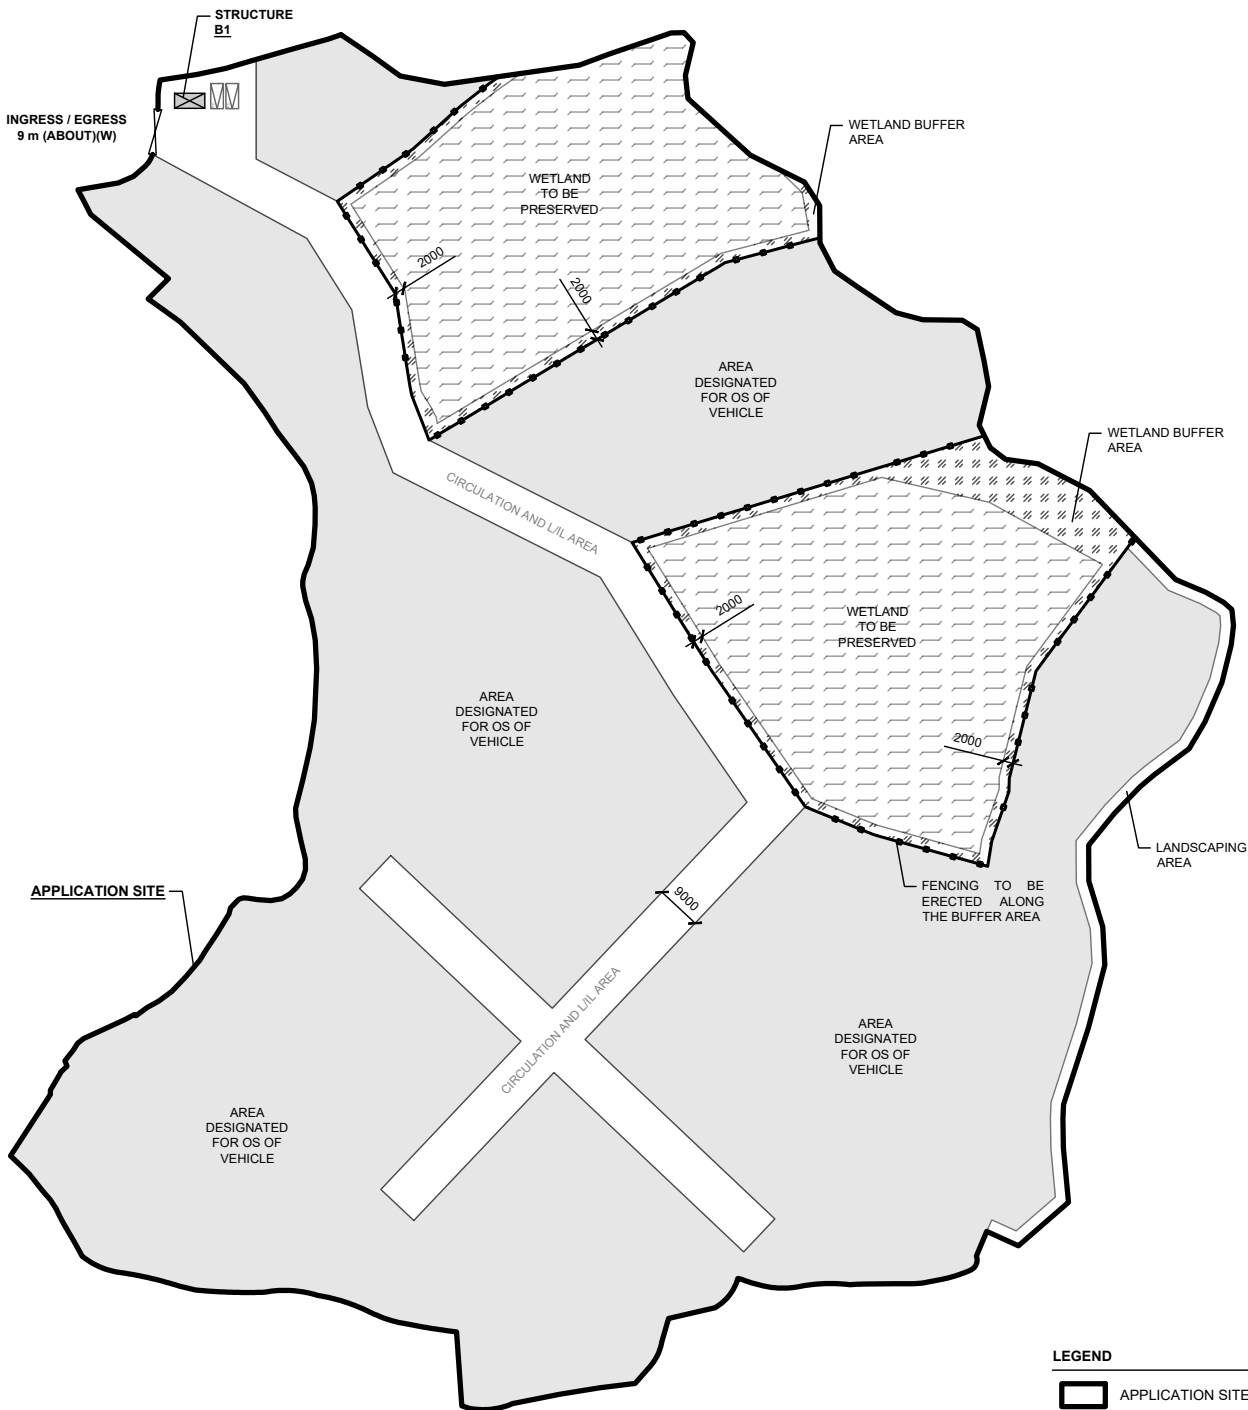 STRUCTURE
B1
INGRESS / EGRESS
9 m (ABOUT)(W)
WETLAND BUFFER
AREA
WETLAND
TO BE
PRESERVED
2000
2000
AREA
DESIGNATED
FOR OS OF
VEHICLE
WETLAND BUFFER
AREA
CIRCULATION AND L/IL AREA
2000
WETLAND
TO BE
PRESERVED
AREA
DESIGNATED
FOR OS OF
VEHICLE
2000
LANDSCAPING
AREA
APPLICATION SITE
9000
FENCING TO BE
ERECTED ALONG
THE BUFFER AREA
CIRCULATION AND L/IL AREA
AREA
DESIGNATED
FOR OS OF
VEHICLE
AREA
DESIGNATED
FOR OS OF
VEHICLE
LEGEND
APPLICATION SITE